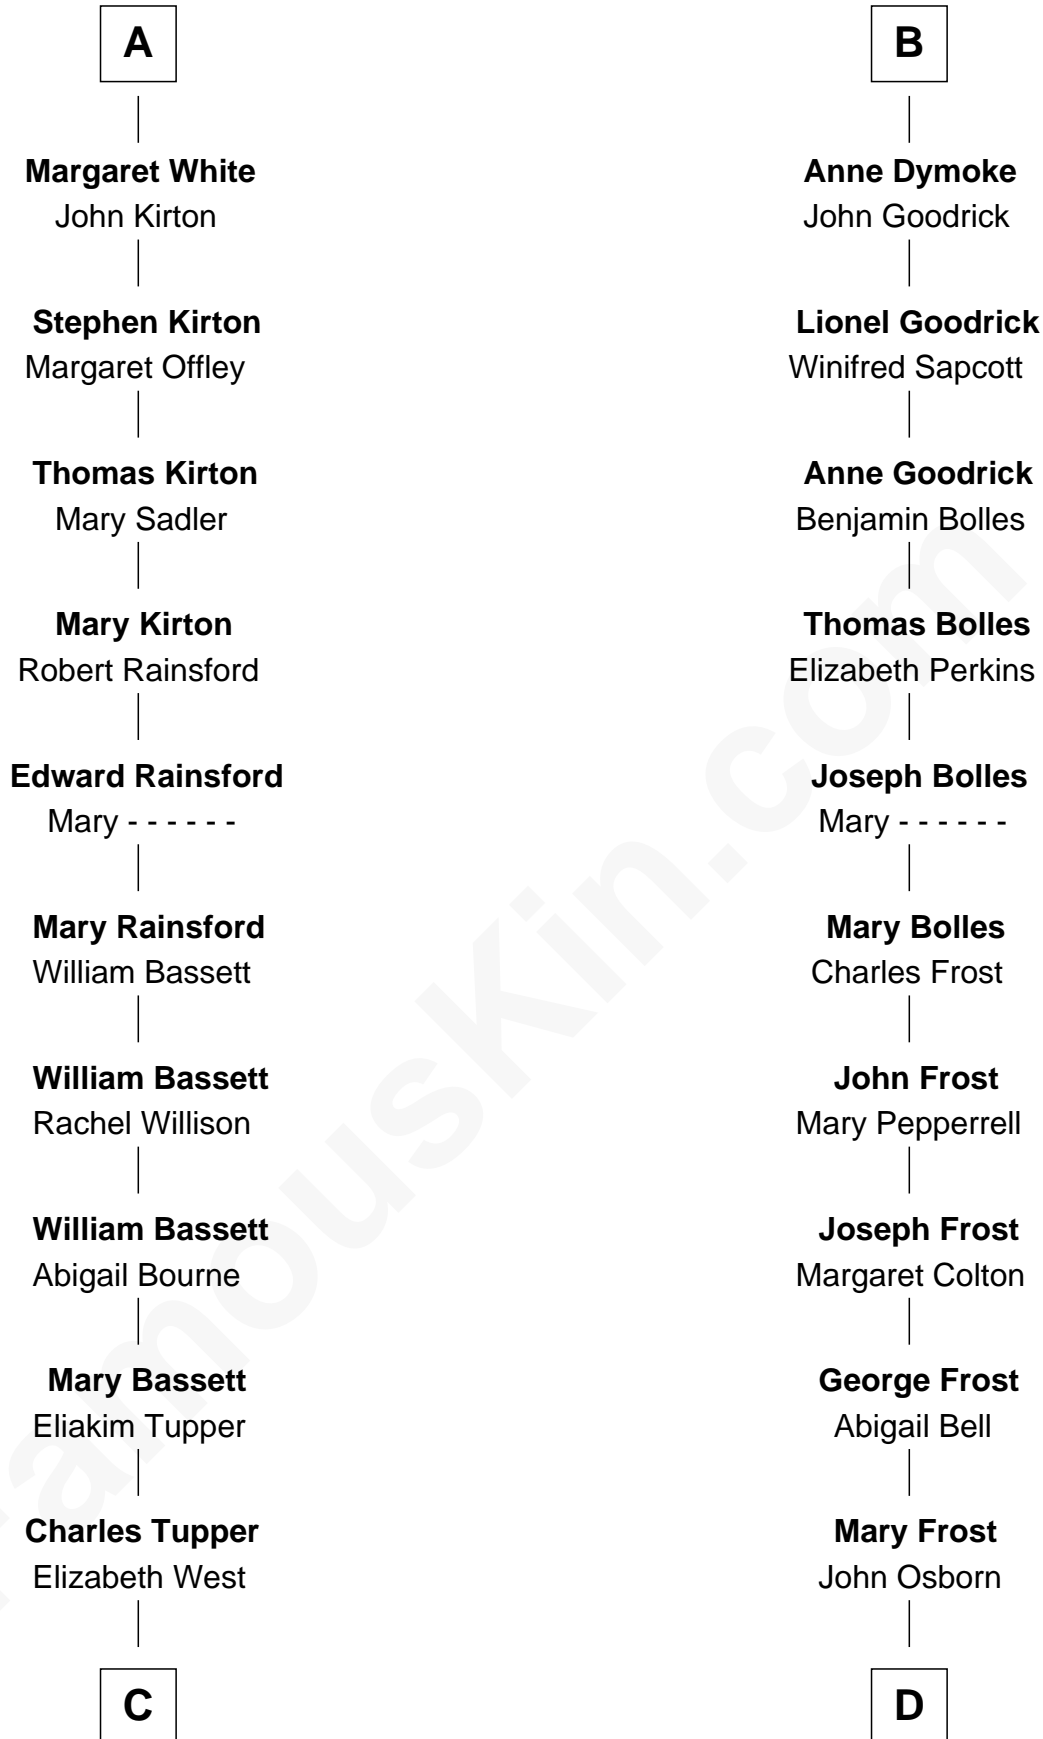 A
Margaret White
John Kirton
Stephen Kirton
Margaret Offley
Thomas Kirton
Mary Sadler
Mary Kirton
Robert Rainsford
Edward Rainsford
Mary - - - - - -
Mary Rainsford
William Bassett
William Bassett
Rachel Willison
William Bassett
Abigail Bourne
Mary Bassett
Eliakim Tupper
Charles Tupper
Elizabeth West
C
B
Anne Dymoke
John Goodrick
Lionel Goodrick
Winifred Sapcott
Anne Goodrick
Benjamin Bolles
Thomas Bolles
Elizabeth Perkins
Joseph Bolles
Mary - - - - - -
Mary Bolles
Charles Frost
John Frost
Mary Pepperrell
Joseph Frost
Margaret Colton
George Frost
Abigail Bell
Mary Frost
John Osborn
D
FamousKin.com